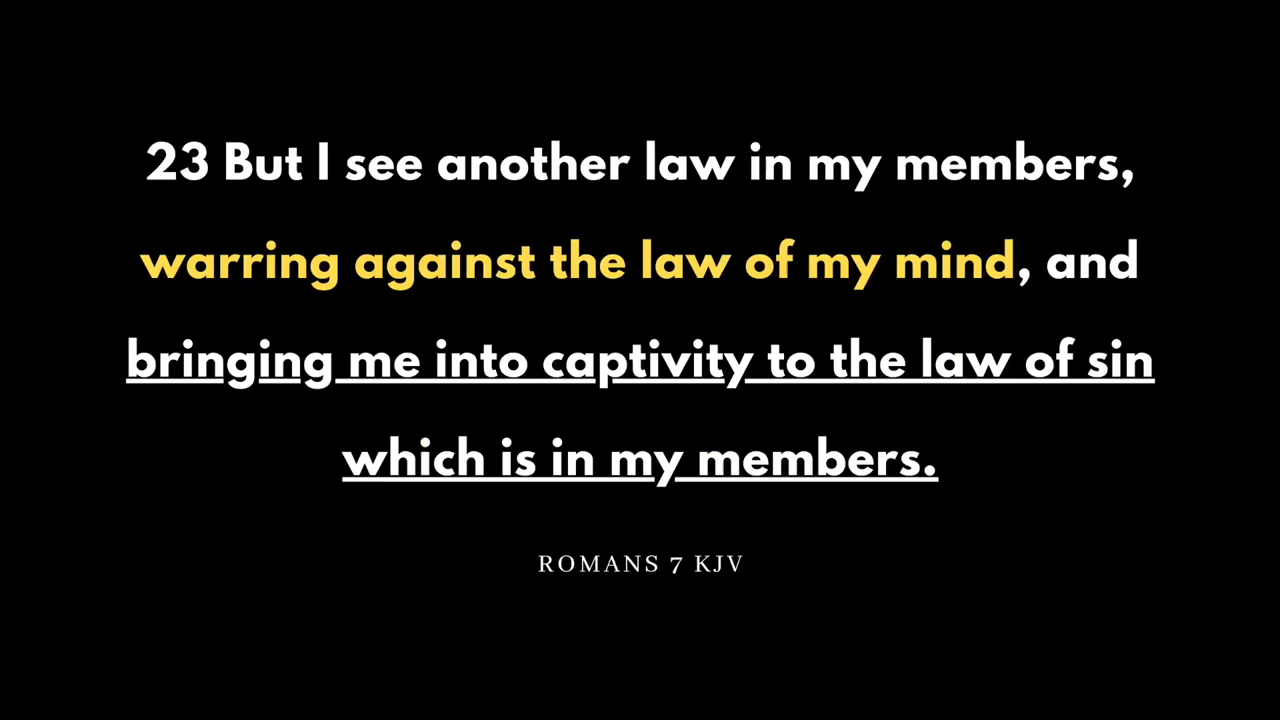 23 But I see another law in my members,
warring against the law of my mind, and
bringing me into captivity to the law of sin
which is in my members.
ROMANS 7 KJV